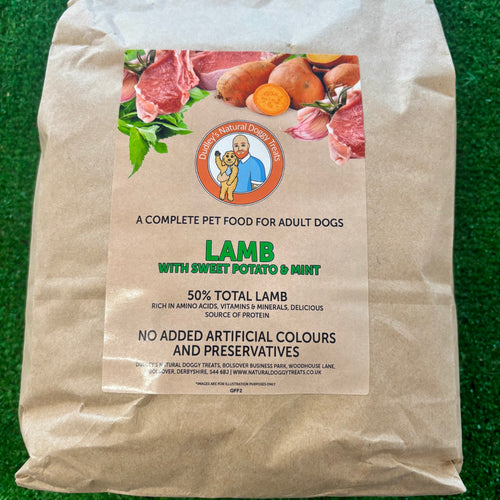 Dudley's Natural Doggy Treats
A COMPLETE PET FOOD FOR ADULT DOGS
LAMB
WITH SWEET POTATO & MINT
50% TOTAL LAMB
RICH IN AMINO ACIDS, VITAMINS & MINERALS, DELICIOUS
SOURCE OF PROTEIN
NO ADDED ARTIFICIAL COLOURS
AND PRESERVATIVES
DUDLEY'S NATURAL DOGGY TREATS, BOLSOVER BUSINESS PARK, WOODHOUSE LANE,
BOLSOVER, DERBYSHIRE, S44 6BJ | WWW.NATURALDOGGYTREATS.CO.UK
*IMAGES ARE FOR ILLUSTRATION PURPOSES ONLY
GFF2